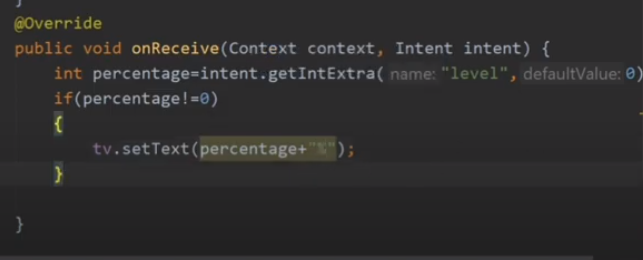 }
@Override
public void onReceive(Context context, Intent intent) {
int percentage=intent.getIntExtra( name: "level", defaultValue: 0)
if(percentage!=0)
{
tv.setText(percentage+"%");
}
}